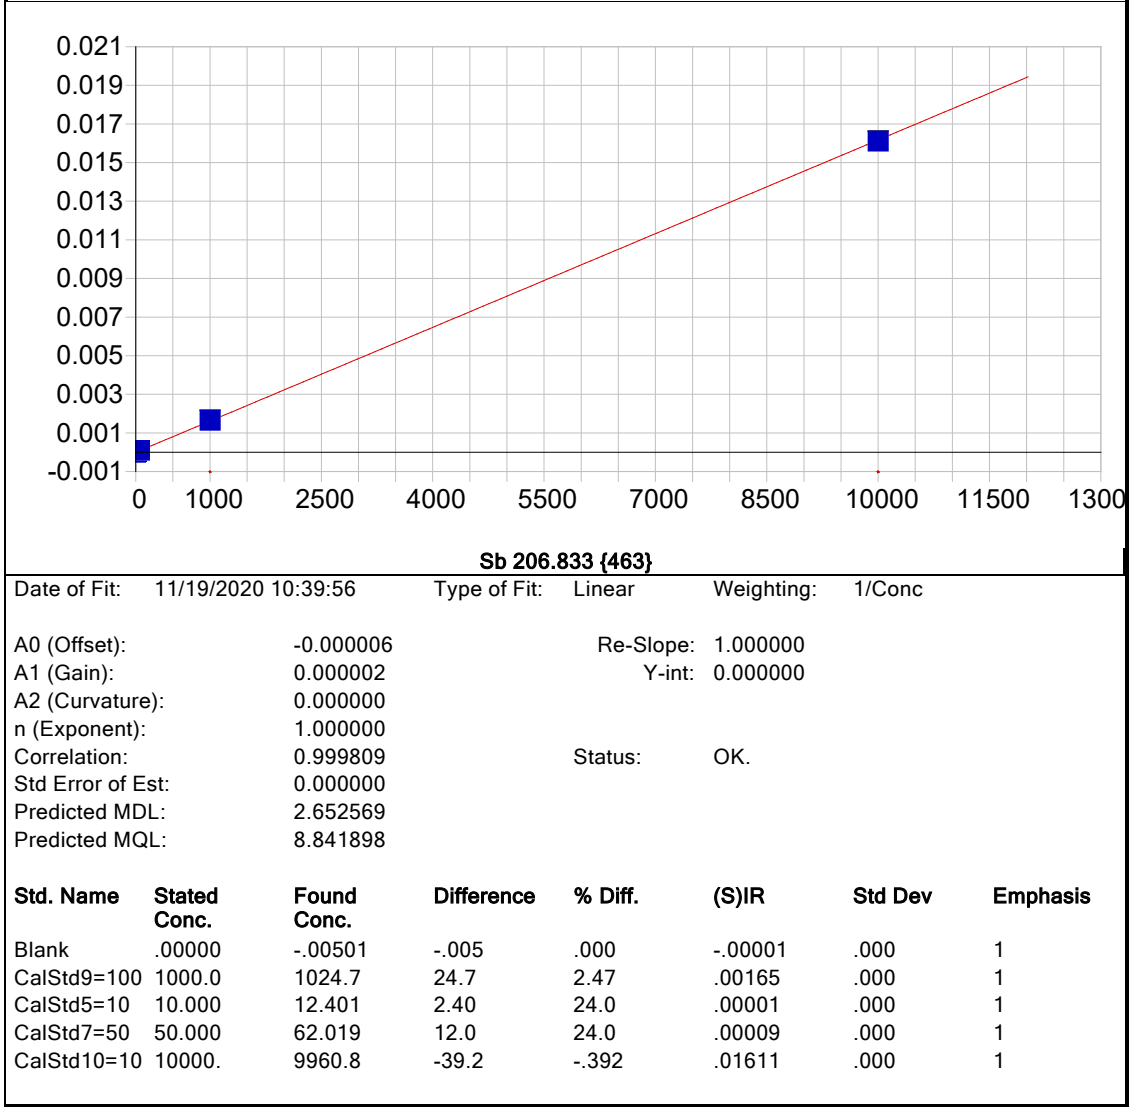 0.021
0.019
0.017
0.015
0.013
0.011
0.009
0.007
0.005
0.003
0.001
-0.001
0 1000 2500 4000 5500 7000 8500 10000 11500 1300
Sb 206.833 {463}
Date of Fit: 11/19/2020 10:39:56 Type of Fit: Linear Weighting: 1/Conc
A0 (Offset): -0.000006 Re-Slope: 1.000000
A1 (Gain): 0.000002 Y-int: 0.000000
A2 (Curvature): 0.000000
n (Exponent): 1.000000
Correlation: 0.999809 Status: OK.
Std Error of Est: 0.000000
Predicted MDL: 2.652569
Predicted MQL: 8.841898
Std. Name Stated Found Difference % Diff. (S)IR Std Dev Emphasis
Conc. Conc.
Blank .00000 -.00501 -.005 .000 -.00001 .000 1
CalStd9=100 1000.0 1024.7 24.7 2.47 .00165 .000 1
CalStd5=10 10.000 12.401 2.40 24.0 .00001 .000 1
CalStd7=50 50.000 62.019 12.0 24.0 .00009 .000 1
CalStd10=10 10000. 9960.8 -39.2 -.392 .01611 .000 1